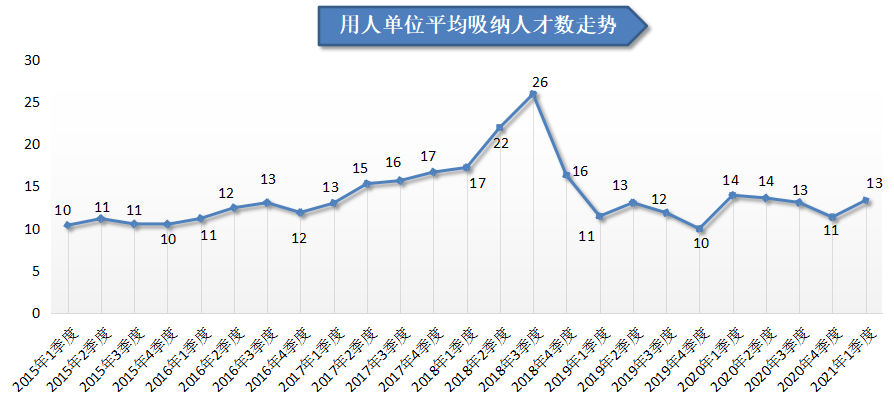 用人单位平均吸纳人才数走势
30
25
20
15
10
5
0
10
11
11
10
11
12
13
12
13
15
16
17
17
22
26
16
11
13
12
10
14
14
13
11
13
2015年1季度
2015年2季度
2015年3季度
2015年4季度
2016年1季度
2016年2季度
2016年3季度
2016年4季度
2017年1季度
2017年2季度
2017年3季度
2017年4季度
2018年1季度
2018年2季度
2018年3季度
2018年4季度
2019年1季度
2019年2季度
2019年3季度
2019年4季度
2020年1季度
2020年2季度
2020年3季度
2020年4季度
2021年1季度